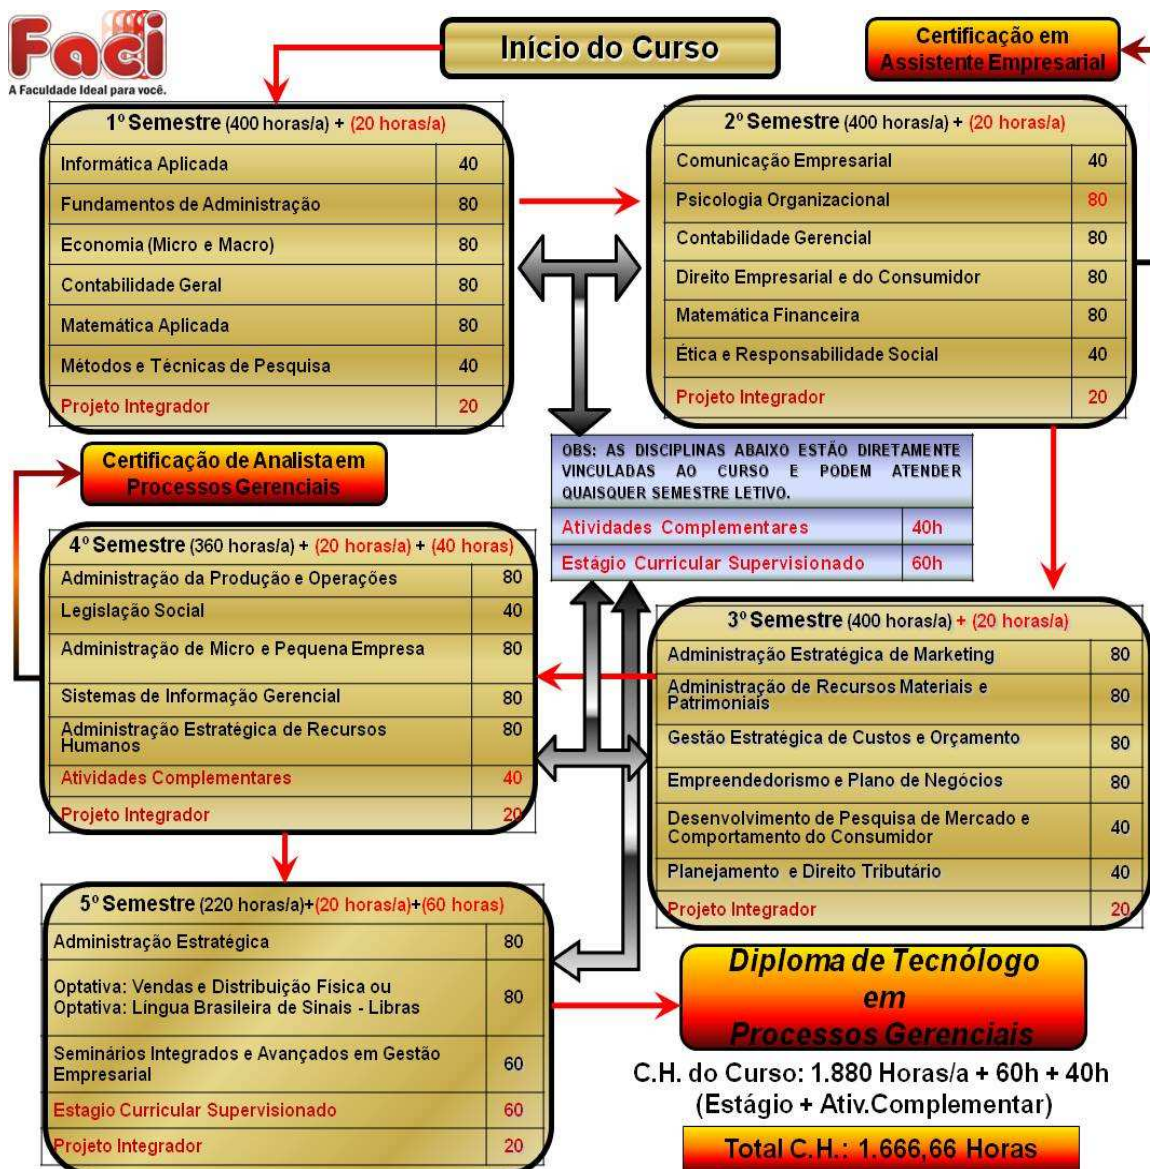 Faci
A Faculdade Ideal para você.
Início do Curso
Certificação em
Assistente Empresarial
1º Semestre (400 horas/a) + (20 horas/a)
Informática Aplicada 40
Fundamentos de Administração 80
Economia (Micro e Macro) 80
Contabilidade Geral 80
Matemática Aplicada 80
Métodos e Técnicas de Pesquisa 40
Projeto Integrador 20
2º Semestre (400 horas/a) + (20 horas/a)
Comunicação Empresarial 40
Psicologia Organizacional 80
Contabilidade Gerencial 80
Direito Empresarial e do Consumidor 80
Matemática Financeira 80
Ética e Responsabilidade Social 40
Projeto Integrador 20
OBS: AS DISCIPLINAS ABAIXO ESTÃO DIRETAMENTE
VINCULADAS AO CURSO E PODEM ATENDER
QUAISQUER SEMESTRE LETIVO.
Atividades Complementares 40h
Estágio Curricular Supervisionado 60h
3º Semestre (400 horas/a) + (20 horas/a)
Administração Estratégica de Marketing 80
Administração de Recursos Materiais e
Patrimoniais 80
Gestão Estratégica de Custos e Orçamento 80
Empreendedorismo e Plano de Negócios 80
Desenvolvimento de Pesquisa de Mercado e
Comportamento do Consumidor 40
Planejamento e Direito Tributário 40
Projeto Integrador 20
Certificação de Analista em
Processos Gerenciais
4º Semestre (360 horas/a) + (20 horas/a) + (40 horas)
Administração da Produção e Operações 80
Legislação Social 40
Administração de Micro e Pequena Empresa 80
Sistemas de Informação Gerencial 80
Administração Estratégica de Recursos
Humanos 80
Atividades Complementares 40
Projeto Integrador 20
5º Semestre (220 horas/a)+(20 horas/a)+(60 horas)
Administração Estratégica 80
Optativa: Vendas e Distribuição Física ou
Optativa: Língua Brasileira de Sinais - Libras 80
Seminários Integrados e Avançados em Gestão
Empresarial 60
Estagio Curricular Supervisionado 60
Projeto Integrador 20
Diploma de Tecnólogo
em
Processos Gerenciais
C.H. do Curso: 1.880 Horas/a + 60h + 40h
(Estágio + Ativ.Complementar)
Total C.H.: 1.666,66 Horas